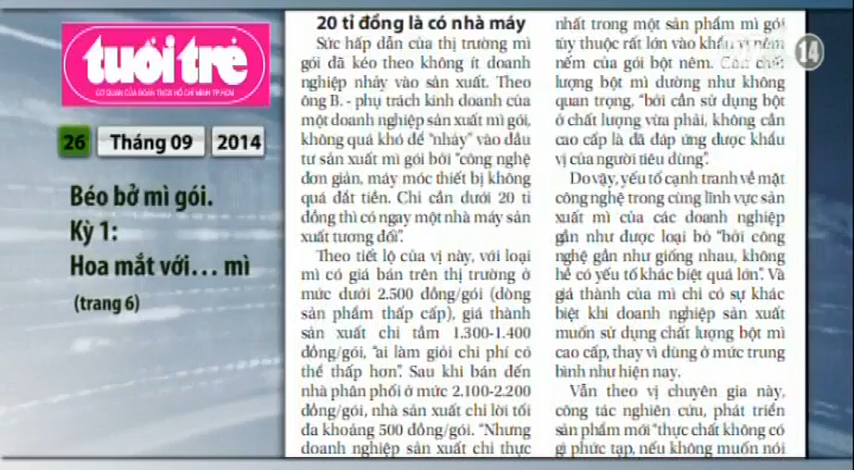 tuổi trẻ
CƠ QUAN CỦA ĐOÀN TNCS HỒ CHÍ MINH TP.HCM
26 Tháng 09 2014
Béo bở mì gói.
Kỳ 1:
Hoa mắt với... mì
(trang 6)
20 tỉ đồng là có nhà máy
Sức hấp dẫn của thị trường mì
gói đã kéo theo không ít doanh
nghiệp nhảy vào sản xuất. Theo
ông B. - phụ trách kinh doanh của
một doanh nghiệp sản xuất mì gói,
không quá khó để "nhảy" vào đầu
tư sản xuất mì gói bởi "công nghệ
đơn giản, máy móc thiết bị không
quá đắt tiền. Chỉ cần dưới 20 tỉ
đồng thì có ngay một nhà máy sản
xuất tương đối".
Theo tiết lộ của vị này, với loại
mì có giá bán trên thị trường ở
mức dưới 2.500 đồng/gói (dòng
sản phẩm thấp cấp), giá thành
sản xuất chỉ tầm 1.300-1.400
đồng/gói, "ai làm giỏi chi phí có
thể thấp hơn". Sau khi bán đến
nhà phân phối ở mức 2.100-2.200
đồng/gói, nhà sản xuất chỉ lời tối
đa khoảng 500 đồng/gói. "Nhưng
doanh nghiệp sản xuất chỉ thực
nhất trong một sản phẩm mì gói
tùy thuộc rất lớn vào khẩu vị nêm
nếm của gói bột nêm. Còn chất
lượng bột mì dường như không
quan trọng, "bởi cần sử dụng bột
ở chất lượng vừa phải, không cần
cao cấp là đã đáp ứng được khẩu
vị của người tiêu dùng".
Do vậy, yếu tố cạnh tranh về mặt
công nghệ trong cùng lĩnh vực sản
xuất mì của các doanh nghiệp
gần như được loại bỏ "bởi công
nghệ gần như giống nhau, không
hề có yếu tố khác biệt quá lớn". Và
giá thành của mì chỉ có sự khác
biệt khi doanh nghiệp sản xuất
muốn sử dụng chất lượng bột mì
cao cấp, thay vì dùng ở mức trung
bình như hiện nay.
Vẫn theo vị chuyên gia này,
công tác nghiên cứu, phát triển
sản phẩm mới "thực chất không có
gì phức tạp, nếu không muốn nói
14